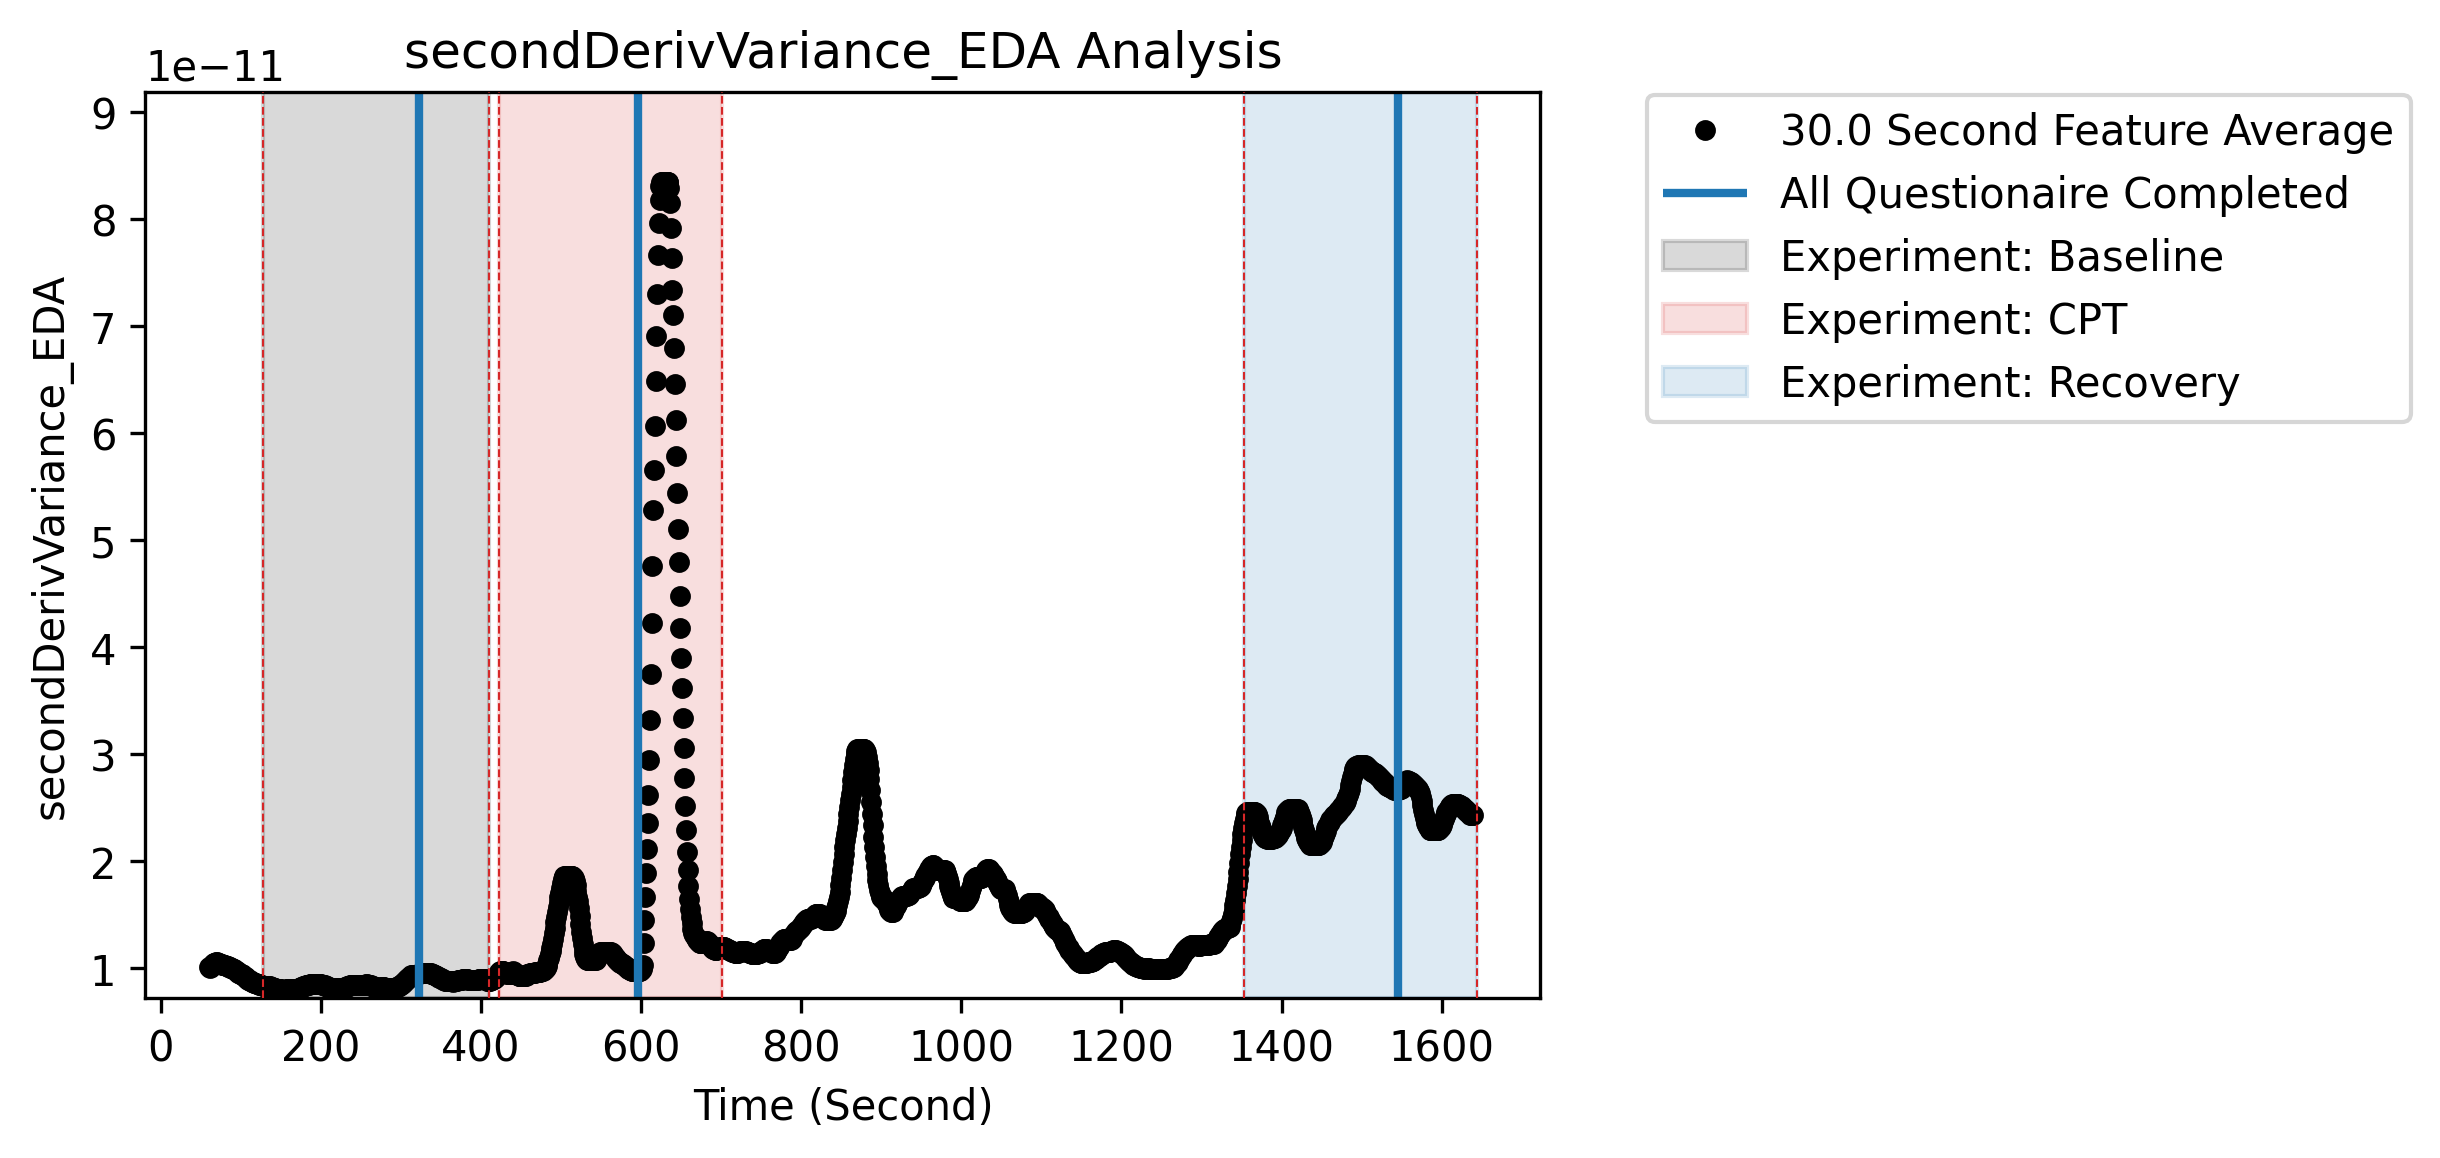 secondDerivVariance_EDA Analysis
1e−11
9
8
7
6
5
4
3
2
1
secondDerivVariance_EDA
0 200 400 600 800 1000 1200 1400 1600
Time (Second)
30.0 Second Feature Average
All Questionaire Completed
Experiment: Baseline
Experiment: CPT
Experiment: Recovery